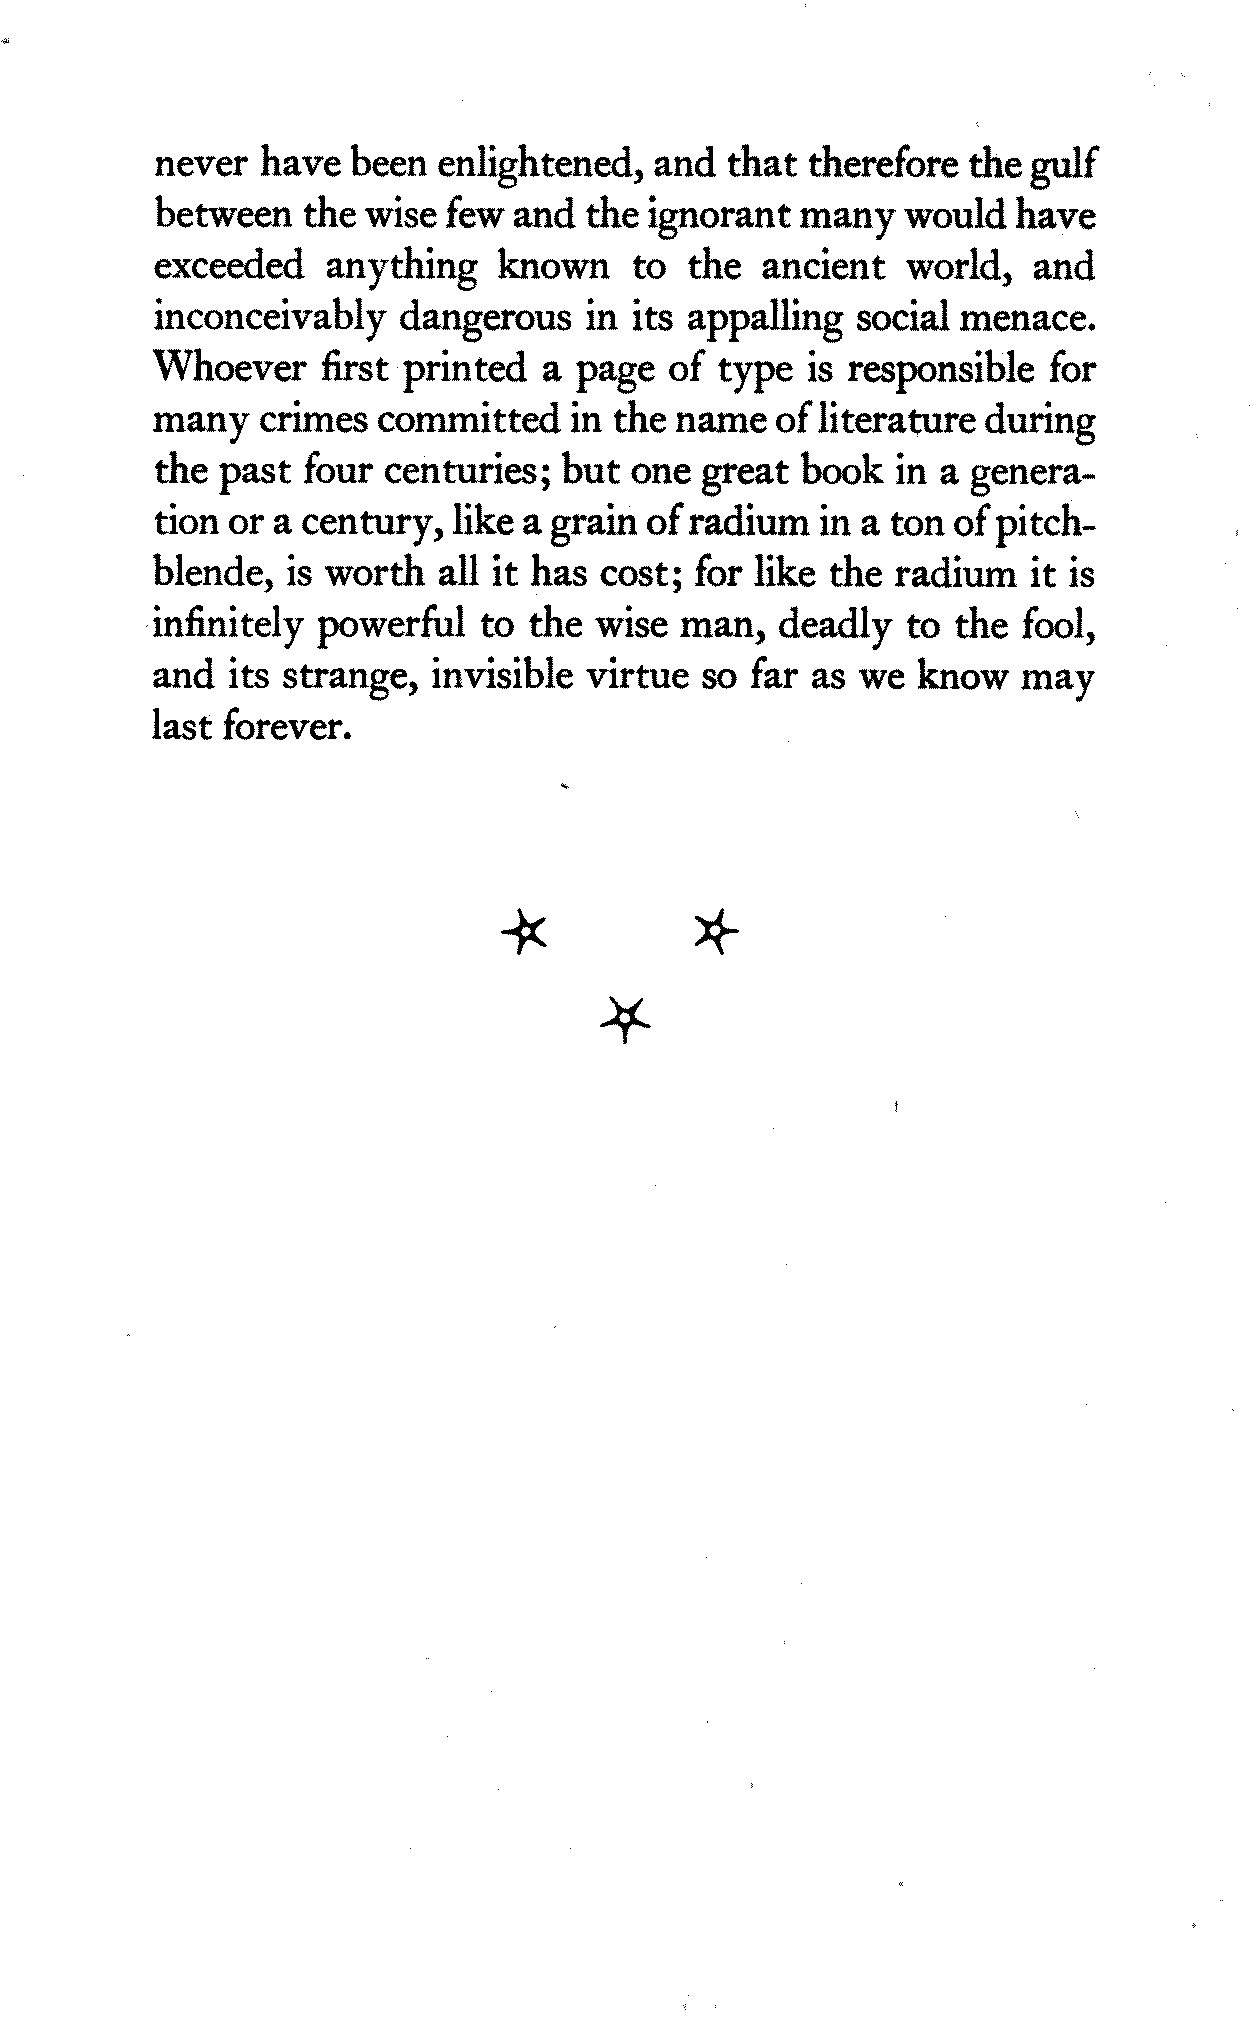 never have been enlightened, and that therefore the gulf
between the wise few and the ignorant many would have
exceeded anything known to the ancient world, and
inconceivably dangerous in its appalling social menace.
Whoever first printed a page of type is responsible for
many crimes committed in the name of literature during
the past four centuries; but one great book in a genera-
tion or a century, like a grain of radium in a ton of pitch-
blende, is worth all it has cost; for like the radium it is
infinitely powerful to the wise man, deadly to the fool,
and its strange, invisible virtue so far as we know may
last forever.